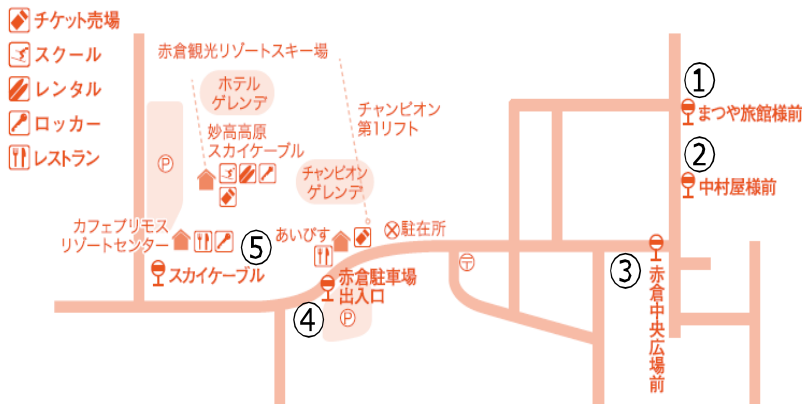 チケット売場
スクール
レンタル
ロッカー
レストラン
赤倉観光リゾートスキー場
ホテル
ゲレンデ
チャンピオン
第1リフト
妙高高原
スカイケーブル
チャンピオン
ゲレンデ
P
カフェプリモス
リゾートセンター
⑤
スカイケーブル
あいびす
駐在所
〒
赤倉駐車場
出入口
④
P
①
まつや旅館様前
②
中村屋様前
③
赤倉中央広場前